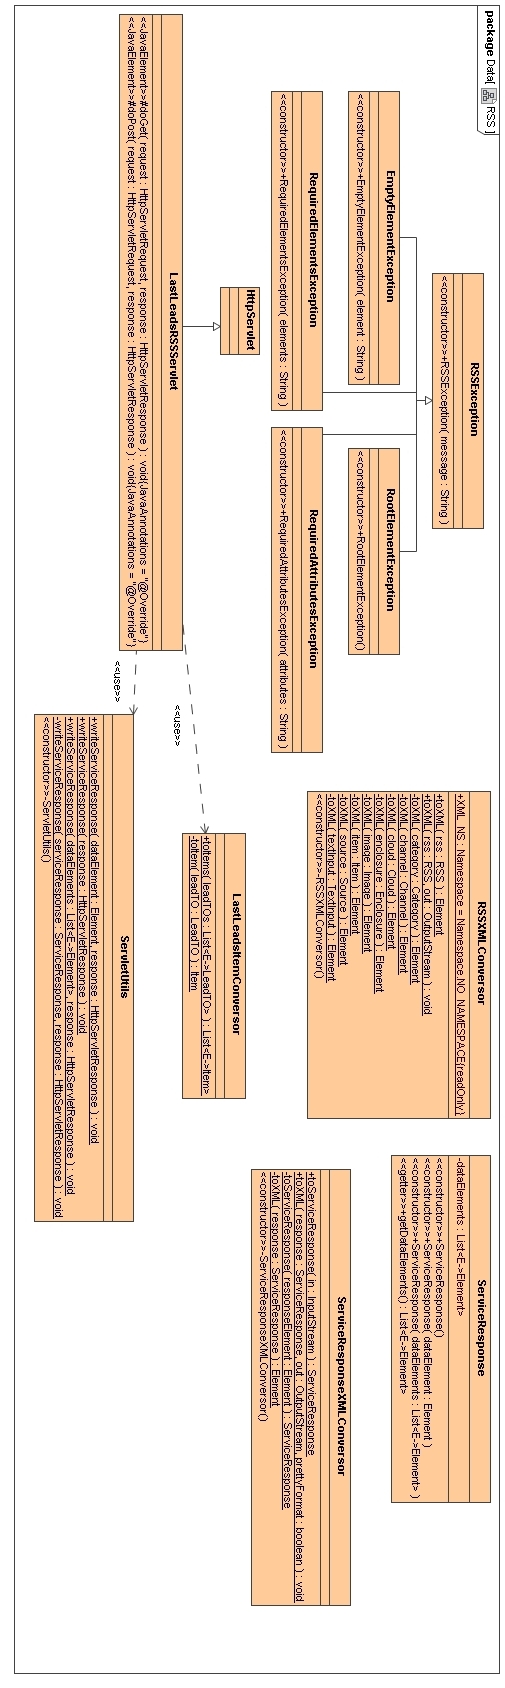 package Data[ RSS ]
RSSException
<<constructor>>+RSSException( message : String )
EmptyElementException
<<constructor>>+EmptyElementException( element : String )
RootElementException
<<constructor>>+RootElementException()
RequiredElementsException
<<constructor>>+RequiredElementsException( elements : String )
RequiredAttributesException
<<constructor>>+RequiredAttributesException( attributes : String )
HttpServlet
LastLeadsRSSServlet
<<JavaElement>>#doGet( request : HttpServletRequest, response : HttpServletResponse ) : void{JavaAnnotations = "@Override"}
<<JavaElement>>#doPost( request : HttpServletRequest, response : HttpServletResponse ) : void{JavaAnnotations = "@Override"}
<<use>>
<<use>>
RSSXMLConversor
+XML_NS : Namespace = Namespace.NO_NAMESPACE{readOnly}
+toXML( rss : RSS ) : Element
+toXML( rss : RSS, out : OutputStream ) : void
-toXML( category : Category ) : Element
-toXML( channel : Channel ) : Element
-toXML( cloud : Cloud ) : Element
-toXML( enclosure : Enclosure ) : Element
-toXML( image : Image ) : Element
-toXML( item : Item ) : Element
-toXML( source : Source ) : Element
-toXML( textInput : TextInput ) : Element
<<constructor>>-RSSXMLConversor()
LastLeadsItemConversor
+toItems( leadTOs : List<E->LeadTO> ) : List<E->Item>
-toItem( leadTO : LeadTO ) : Item
ServletUtils
+writeServiceResponse( dataElement : Element, response : HttpServletResponse ) : void
+writeServiceResponse( response : HttpServletResponse ) : void
+writeServiceResponse( dataElements : List<E->Element>, response : HttpServletResponse ) : void
-writeServiceResponse( serviceResponse : ServiceResponse, response : HttpServletResponse ) : void
<<constructor>>-ServletUtils()
ServiceResponse
-dataElements : List<E->Element>
<<constructor>>+ServiceResponse()
<<constructor>>+ServiceResponse( dataElement : Element )
<<constructor>>+ServiceResponse( dataElements : List<E->Element> )
<<getter>>+getDataElements() : List<E->Element>
ServiceResponseXMLConversor
+toServiceResponse( in : InputStream ) : ServiceResponse
+toXML( response : ServiceResponse, out : OutputStream, prettyFormat : boolean ) : void
-toServiceResponse( responseElement : Element ) : ServiceResponse
-toXML( response : ServiceResponse ) : Element
<<constructor>>-ServiceResponseXMLConversor()